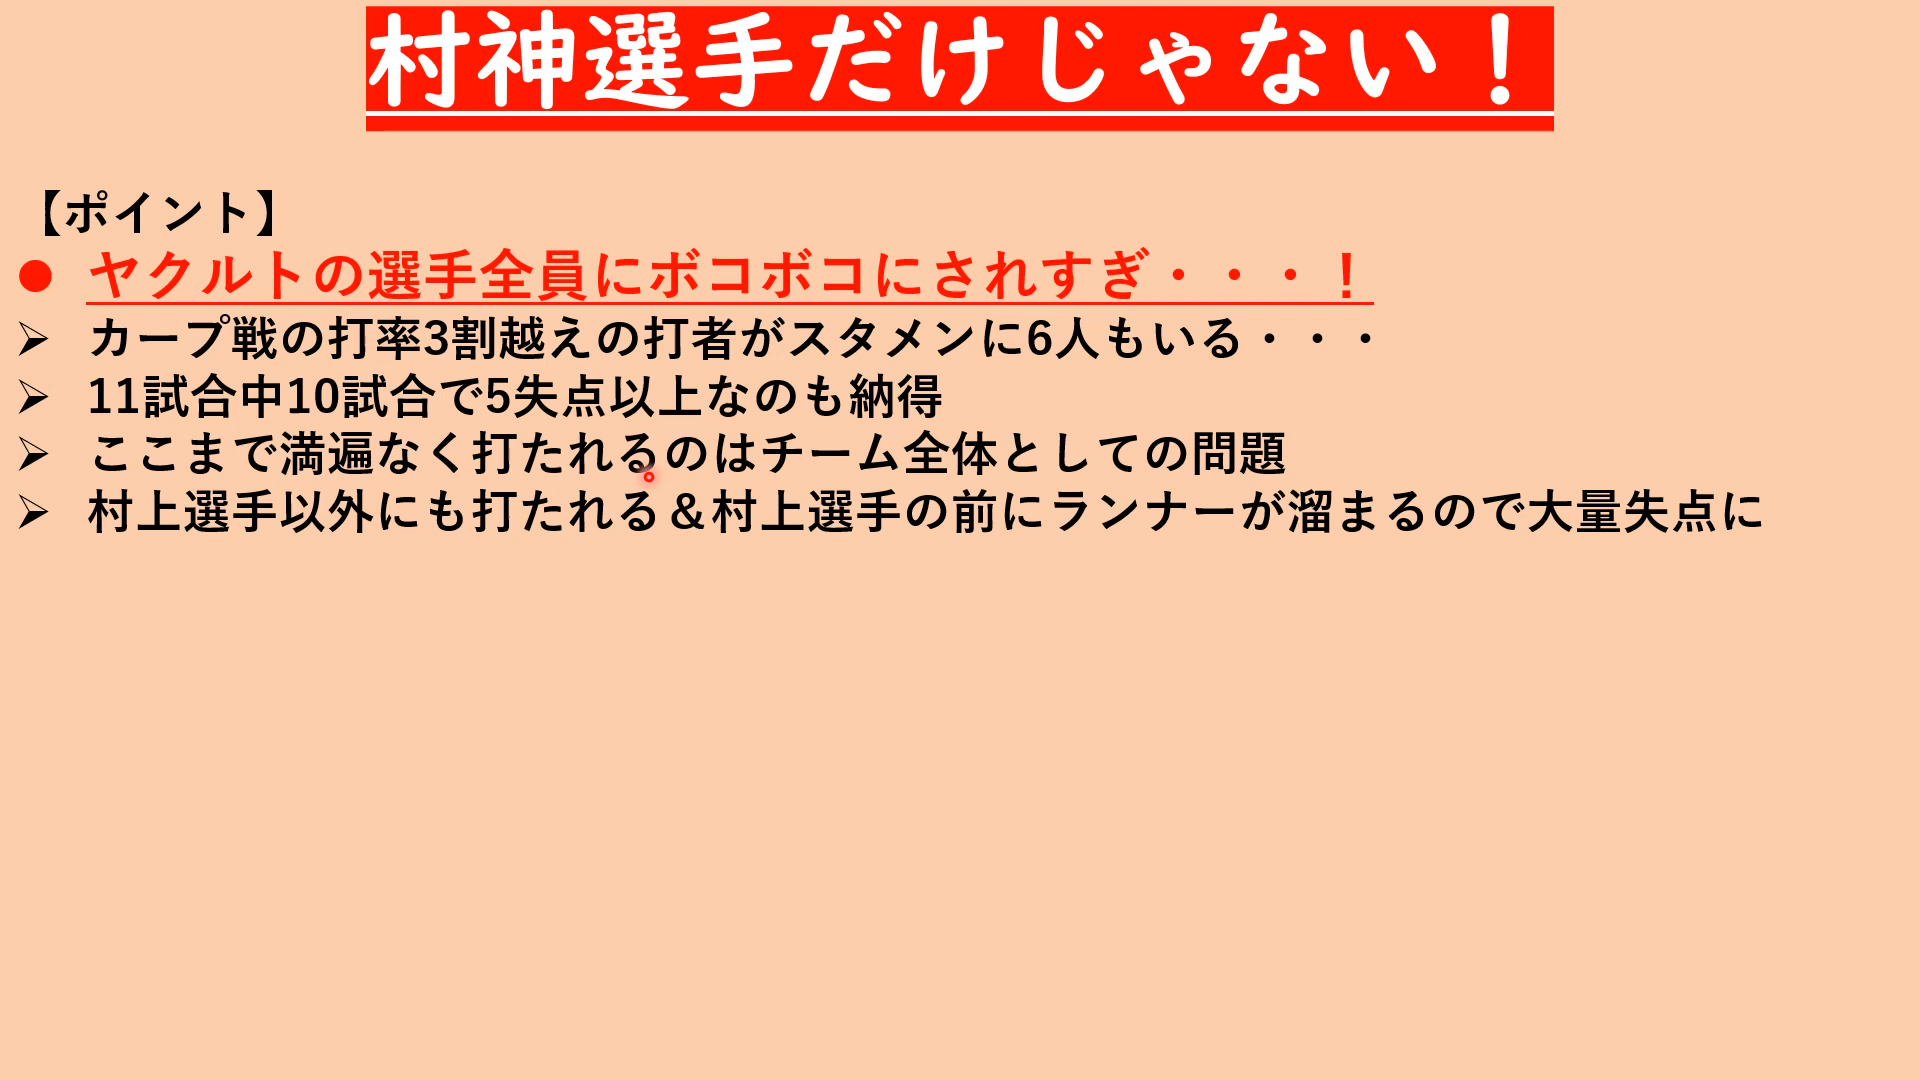 村神選手だけじゃない！
【ポイント】
● ヤクルトの選手全員にボコボコにされすぎ・・・！
➢ カープ戦の打率3割越えの打者がスタメンに6人もいる・・・
➢ 11試合中10試合で5失点以上なのも納得
➢ ここまで満遍なく打たれるのはチーム全体としての問題
➢ 村上選手以外にも打たれる＆村上選手の前にランナーが溜まるので大量失点に